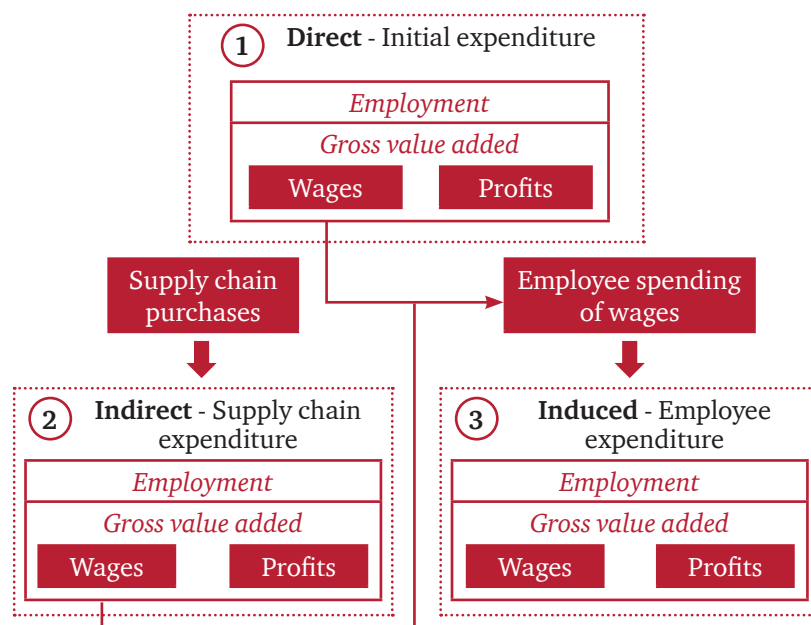 1 Direct - Initial expenditure
Employment
Gross value added
Wages Profits
Supply chain
purchases
Employee spending
of wages
2 Indirect - Supply chain
expenditure
Employment
Gross value added
Wages Profits
3 Induced - Employee
expenditure
Employment
Gross value added
Wages Profits